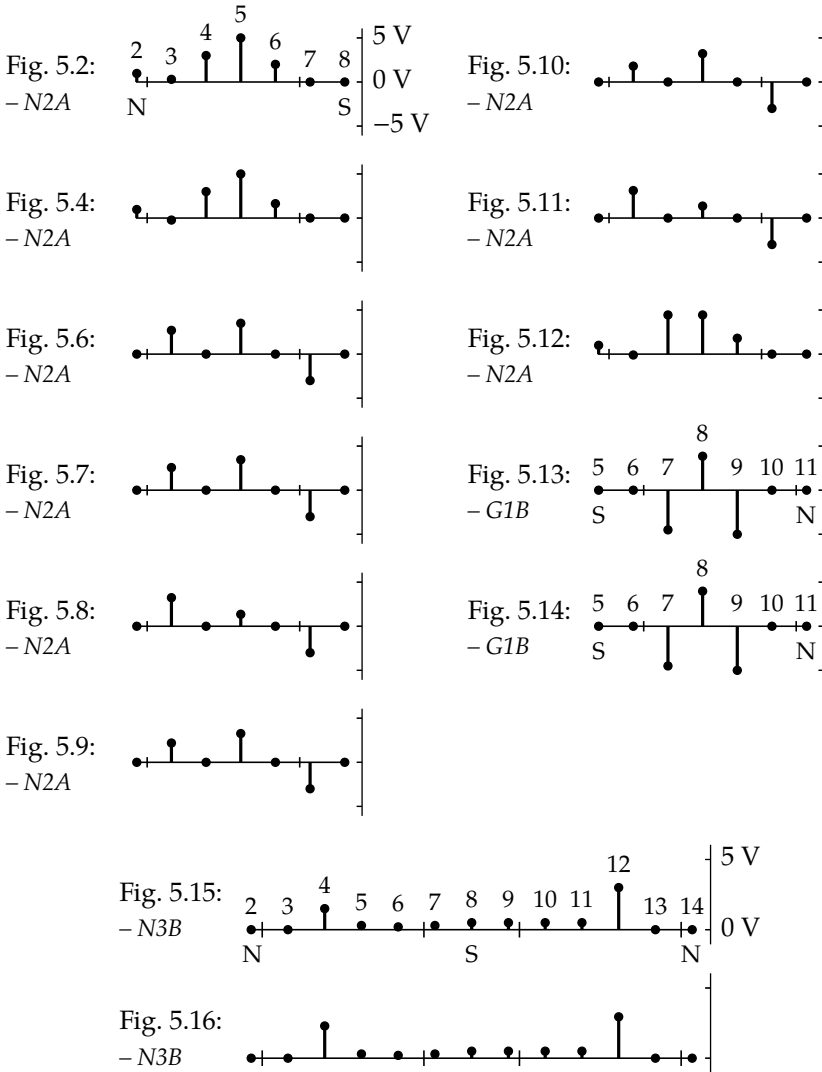 Fig. 5.2:
– N2A
2 3 4 5 6 7 8
N S
5 V
0 V
−5 V
Fig. 5.4:
– N2A
Fig. 5.6:
– N2A
Fig. 5.7:
– N2A
Fig. 5.8:
– N2A
Fig. 5.9:
– N2A
Fig. 5.10:
– N2A
Fig. 5.11:
– N2A
Fig. 5.12:
– N2A
Fig. 5.13:
– G1B
5 6 7 8 9 10 11
S N
Fig. 5.14:
– G1B
5 6 7 8 9 10 11
S N
Fig. 5.15:
– N3B
2 3 4 5 6 7 8 9 10 11 12 13 14
N S N
5 V
0 V
Fig. 5.16:
– N3B